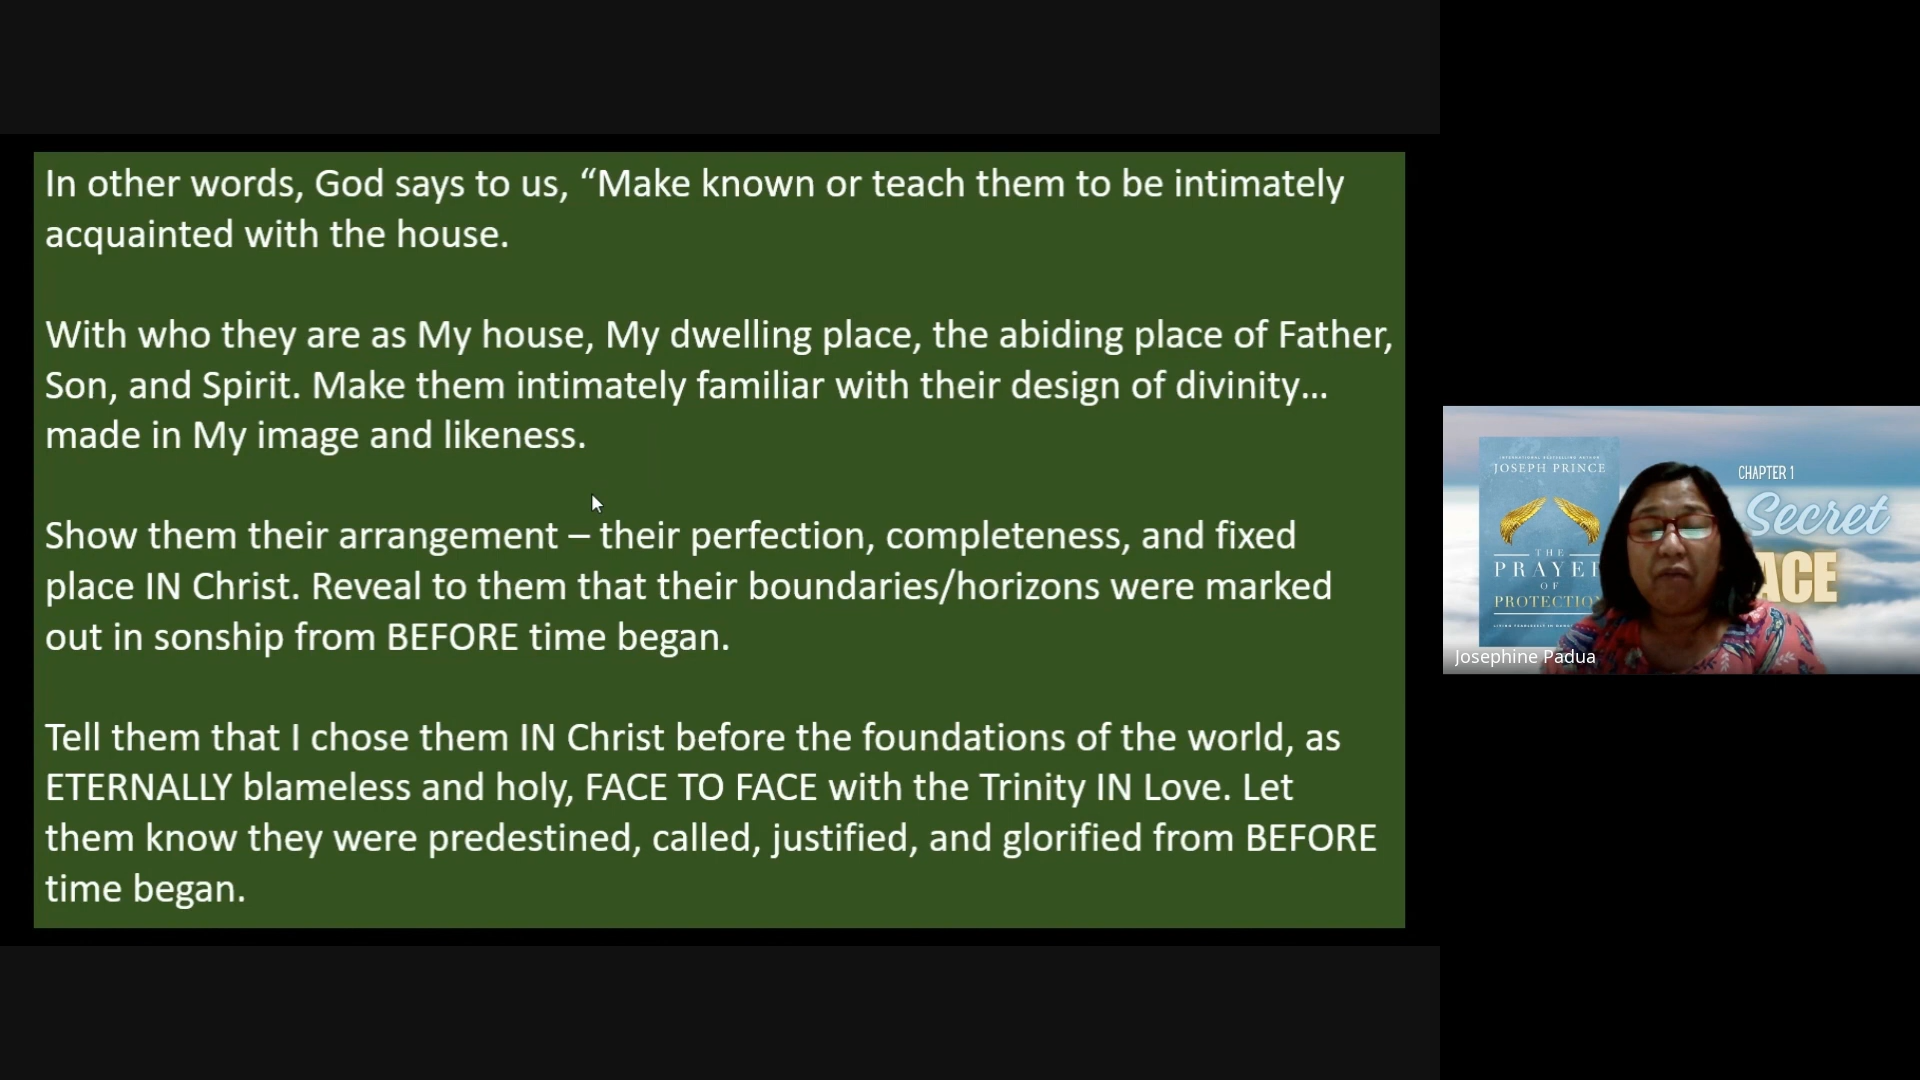 In other words, God says to us, “Make known or teach them to be intimately
acquainted with the house.
With who they are as My house, My dwelling place, the abiding place of Father,
Son, and Spirit. Make them intimately familiar with their design of divinity…
made in My image and likeness.
Show them their arrangement – their perfection, completeness, and fixed
place IN Christ. Reveal to them that their boundaries/horizons were marked
out in sonship from BEFORE time began.
Tell them that I chose them IN Christ before the foundations of the world, as
ETERNALLY blameless and holy, FACE TO FACE with the Trinity IN Love. Let
them know they were predestined, called, justified, and glorified from BEFORE
time began.
JOSEPH PRINCE
THE
PRAYE
OF
PROTECTIO
CHAPTER 1
Secret
ACE
Josephine Padua